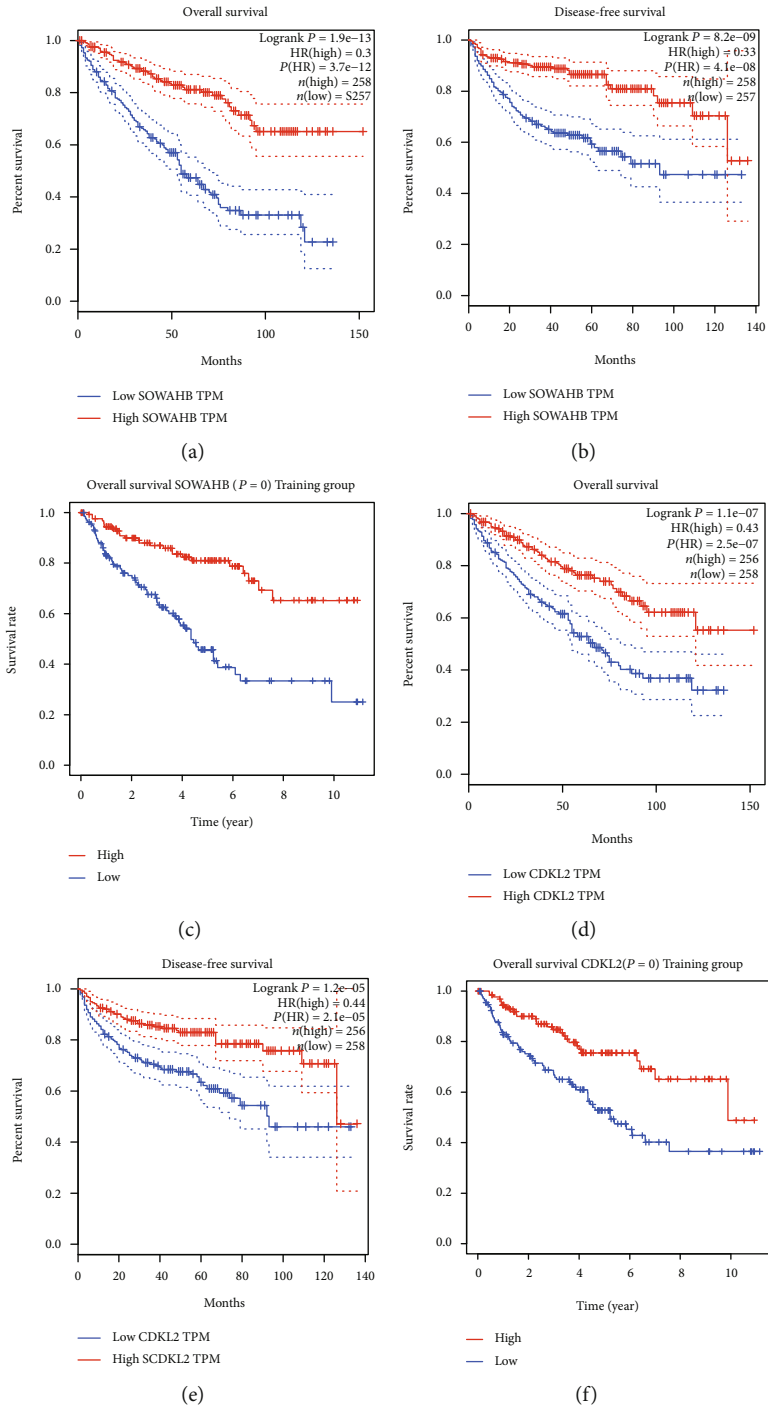 Overall survival
Logrank P = 1.9e-13
HR(high) = 0.3
P(HR) = 3.7e-12
n(high) = 258
n(low) = S257
1.0
0.8
0.6
0.4
0.2
0.0
Percent survival
0 50 100 150
Months
Low SOWAHB TPM
High SOWAHB TPM
(a)
Disease-free survival
Logrank P = 8.2e-09
HR(high) = 0.33
P(HR) = 4.1e-08
n(high) = 258
n(low) = 257
1.0
0.8
0.6
0.4
0.2
0.0
Percent survival
0 20 40 60 80 100 120 140
Months
Low SOWAHB TPM
High SOWAHB TPM
(b)
Overall survival SOWAHB (P = 0) Training group
1.0
0.8
0.6
0.4
0.2
0.0
Survival rate
0 2 4 6 8 10
Time (year)
High
Low
(c)
Overall survival
Logrank P = 1.1e-07
HR(high) = 0.43
P(HR) = 2.5e-07
n(high) = 256
n(low) = 258
1.0
0.8
0.6
0.4
0.2
0.0
Percent survival
0 50 100 150
Months
Low CDKL2 TPM
High CDKL2 TPM
(d)
Disease-free survival
Logrank P = 1.2e-05
HR(high) = 0.44
P(HR) = 2.1e-05
n(high) = 256
n(low) = 258
1.0
0.8
0.6
0.4
0.2
0.0
Percent survival
0 20 40 60 80 100 120 140
Months
Low CDKL2 TPM
High SCDKL2 TPM
(e)
Overall survival CDKL2(P = 0) Training group
1.0
0.8
0.6
0.4
0.2
0.0
Survival rate
0 2 4 6 8 10
Time (year)
High
Low
(f)